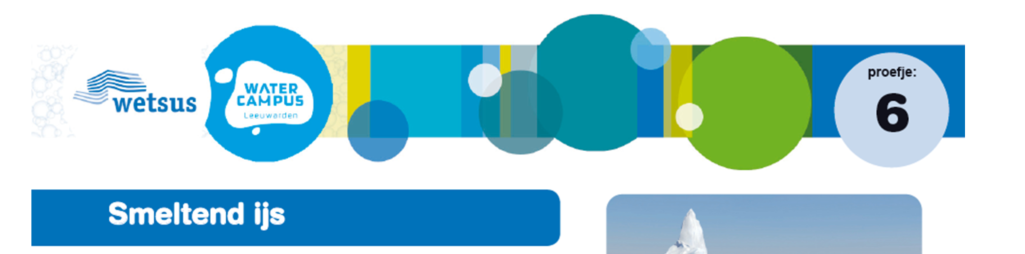 wetsus
WATER
CAMPUS
Leeuwarden
proefje:
6
Smeltend ijs